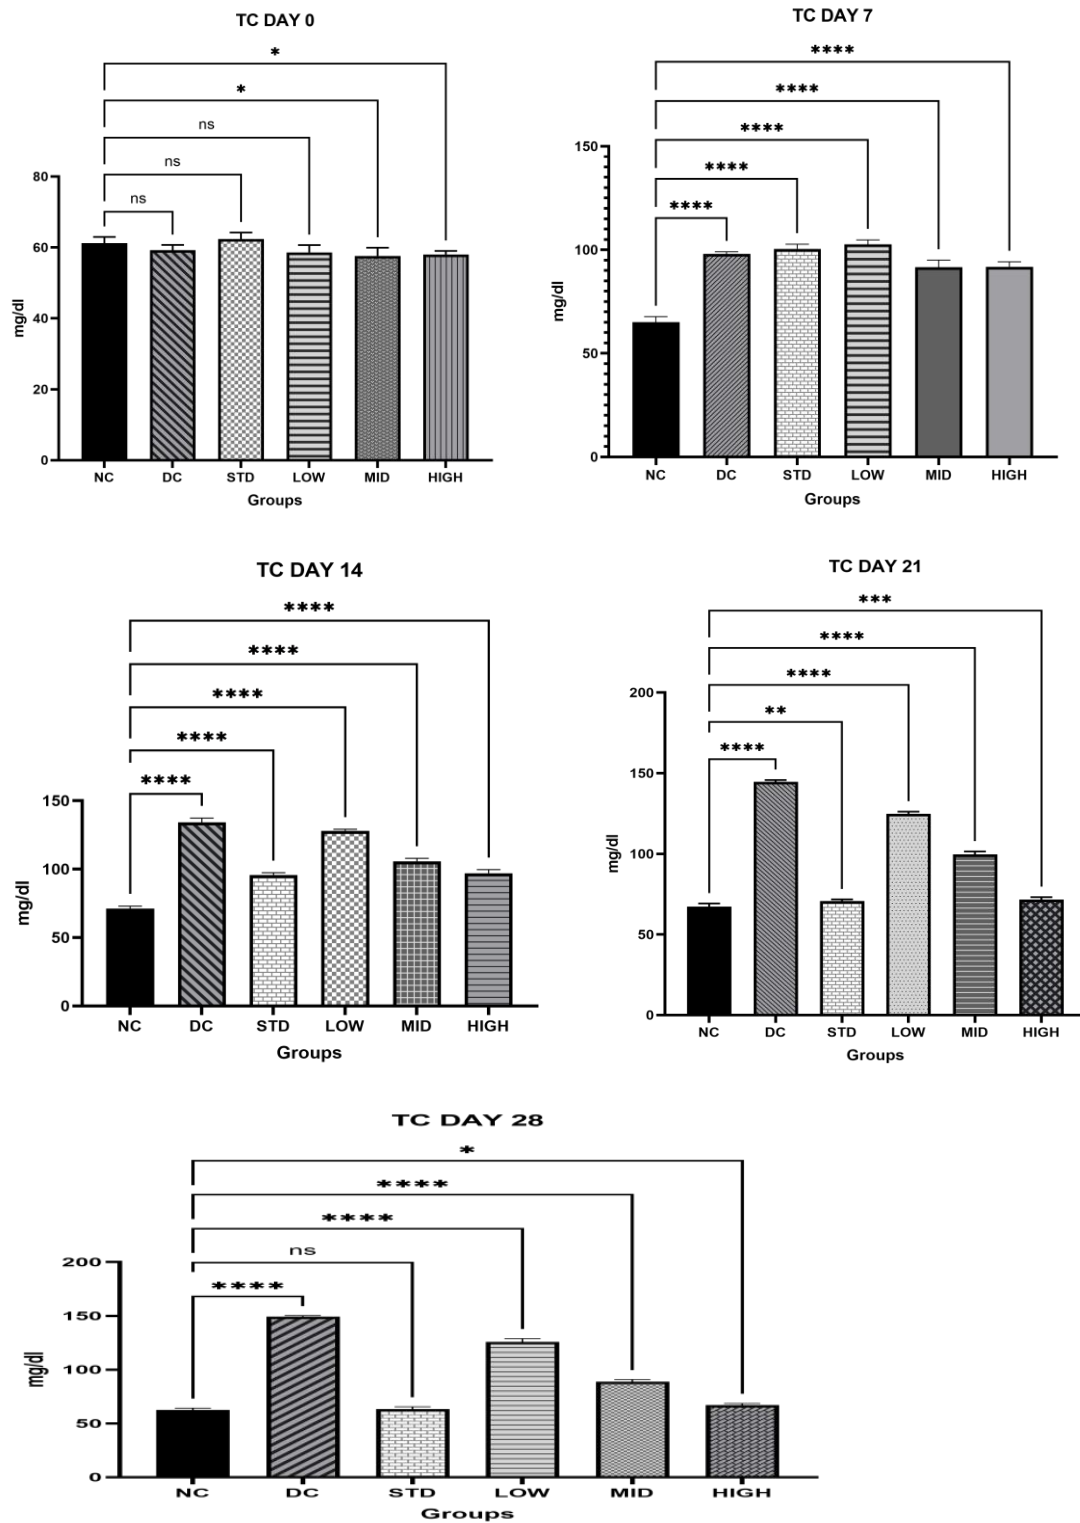 TC DAY 0
*
*
ns
ns
ns
80
60
40
20
0
mg/dl
NC DC STD LOW MID HIGH
Groups
TC DAY 7
****
****
****
****
****
150
100
50
0
mg/dl
NC DC STD LOW MID HIGH
Groups
TC DAY 14
****
****
****
****
****
150
100
50
0
mg/dl
NC DC STD LOW MID HIGH
Groups
TC DAY 21
***
****
****
**
****
200
150
100
50
0
mg/dl
NC DC STD LOW MID HIGH
Groups
TC DAY 28
*
****
****
ns
****
200
150
100
50
0
mg/dl
NC DC STD LOW MID HIGH
Groups